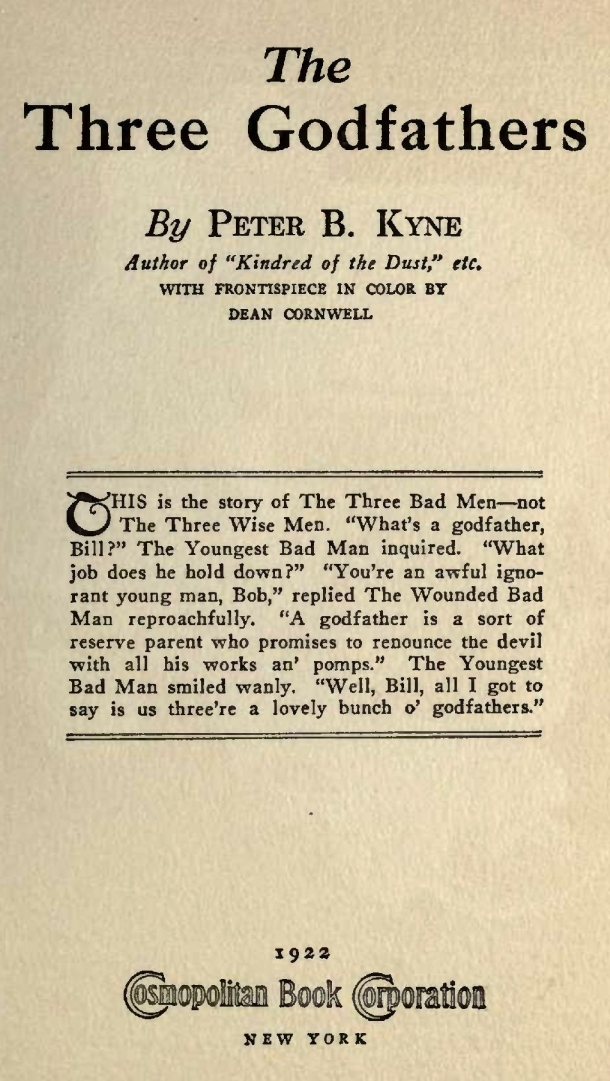 The
Three Godfathers
By PETER B. KYNE
Author of "Kindred of the Dust," etc.
WITH FRONTISPIECE IN COLOR BY
DEAN CORNWELL
THIS is the story of The Three Bad Men—not
The Three Wise Men. "What's a godfather,
Bill?" The Youngest Bad Man inquired. "What
job does he hold down?" "You're an awful igno-
rant young man, Bob," replied The Wounded Bad
Man reproachfully. "A godfather is a sort of
reserve parent who promises to renounce the devil
with all his works an' pomps." The Youngest
Bad Man smiled wanly. "Well, Bill, all I got to
say is us three're a lovely bunch o' godfathers."
1922
Cosmopolitan Book Corporation
NEW YORK